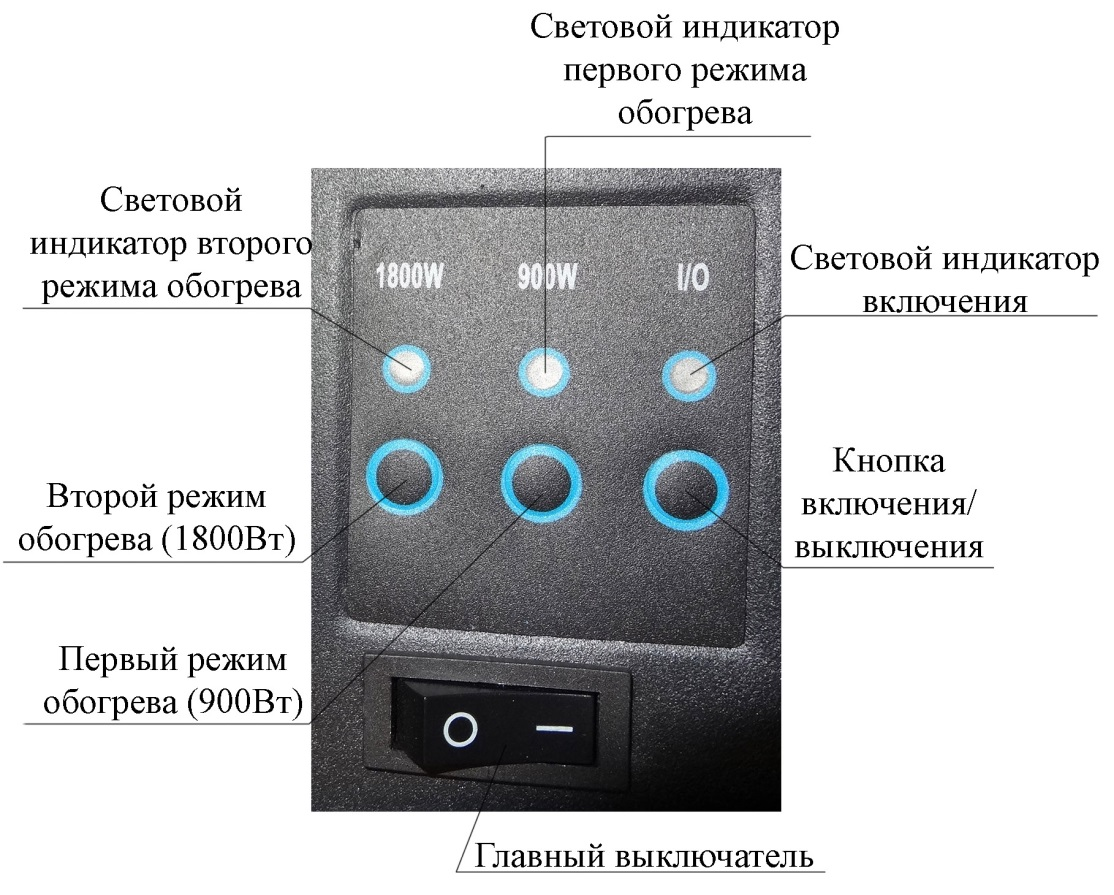 Световой индикатор
первого режима
обогрева
Световой
индикатор второго
режима обогрева
Световой индикатор
включения
1800W
900W
I/O
Второй режим
обогрева (1800Вт)
Кнопка
включения/
выключения
Первый режим
обогрева (900Вт)
O
I
Главный выключатель